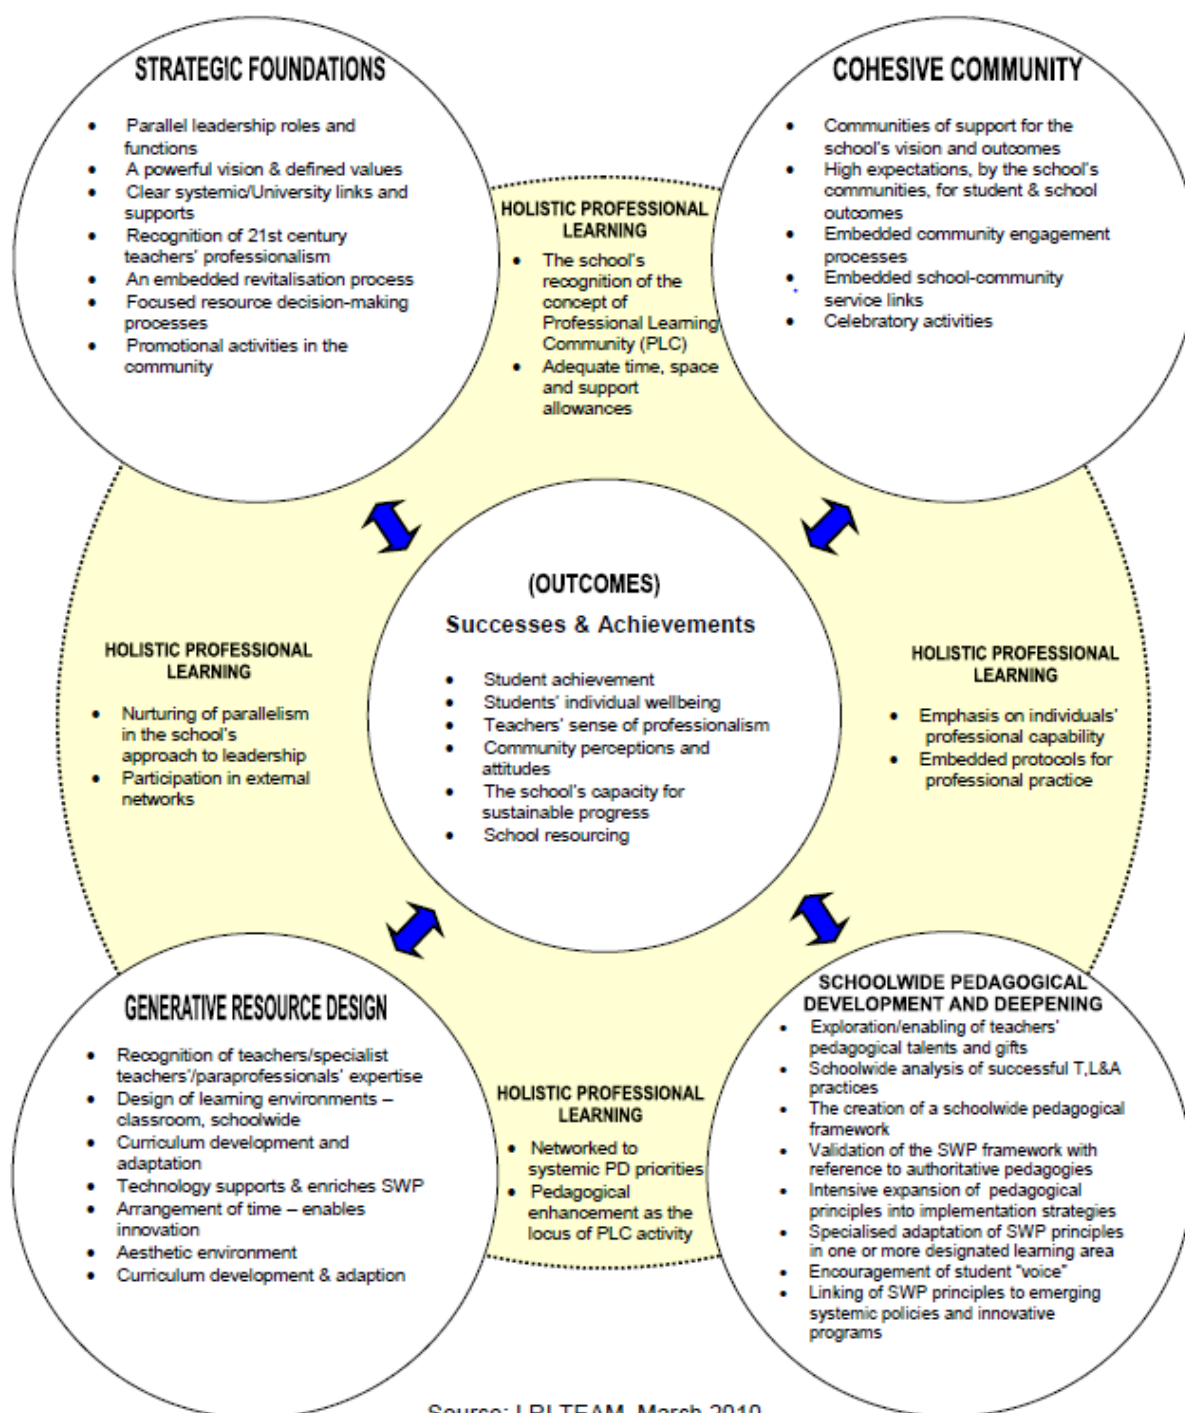 STRATEGIC FOUNDATIONS
• Parallel leadership roles and
functions
• A powerful vision & defined values
• Clear systemic/University links and
supports
• Recognition of 21st century
teachers' professionalism
• An embedded revitalisation process
• Focused resource decision-making
processes
• Promotional activities in the
community
COHESIVE COMMUNITY
• Communities of support for the
school's vision and outcomes
• High expectations, by the school's
communities, for student & school
outcomes
• Embedded community engagement
processes
• Embedded school-community
service links
• Celebratory activities
HOLISTIC PROFESSIONAL
LEARNING
• The school's
recognition of the
concept of
Professional Learning
Community (PLC)
• Adequate time, space
and support
allowances
HOLISTIC PROFESSIONAL
LEARNING
• Nurturing of parallelism
in the school's
approach to leadership
• Participation in external
networks
(OUTCOMES)
Successes & Achievements
• Student achievement
• Students' individual wellbeing
• Teachers' sense of professionalism
• Community perceptions and
attitudes
• The school's capacity for
sustainable progress
• School resourcing
HOLISTIC PROFESSIONAL
LEARNING
• Emphasis on individuals'
professional capability
• Embedded protocols for
professional practice
GENERATIVE RESOURCE DESIGN
• Recognition of teachers/specialist
teachers'/paraprofessionals' expertise
• Design of learning environments –
classroom, schoolwide
• Curriculum development and
adaptation
• Technology supports & enriches SWP
• Arrangement of time – enables
innovation
• Aesthetic environment
• Curriculum development & adaption
HOLISTIC PROFESSIONAL
LEARNING
• Networked to
systemic PD priorities
• Pedagogical
enhancement as the
locus of PLC activity
SCHOOLWIDE PEDAGOGICAL
DEVELOPMENT AND DEEPENING
• Exploration/enabling of teachers'
pedagogical talents and gifts
• Schoolwide analysis of successful T,L&A
practices
• The creation of a schoolwide pedagogical
framework
• Validation of the SWP framework with
reference to authoritative pedagogies
• Intensive expansion of pedagogical
principles into implementation strategies
• Specialised adaptation of SWP principles
in one or more designated learning area
• Encouragement of student "voice"
• Linking of SWP principles to emerging
systemic policies and innovative
programs
Source: LRI TEAM, March 2010